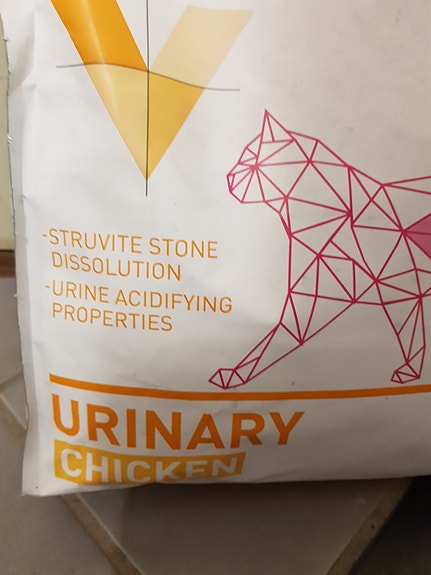 -STRUVITE STONE
DISSOLUTION
-URINE ACIDIFYING
PROPERTIES
URINARY
CHICKEN